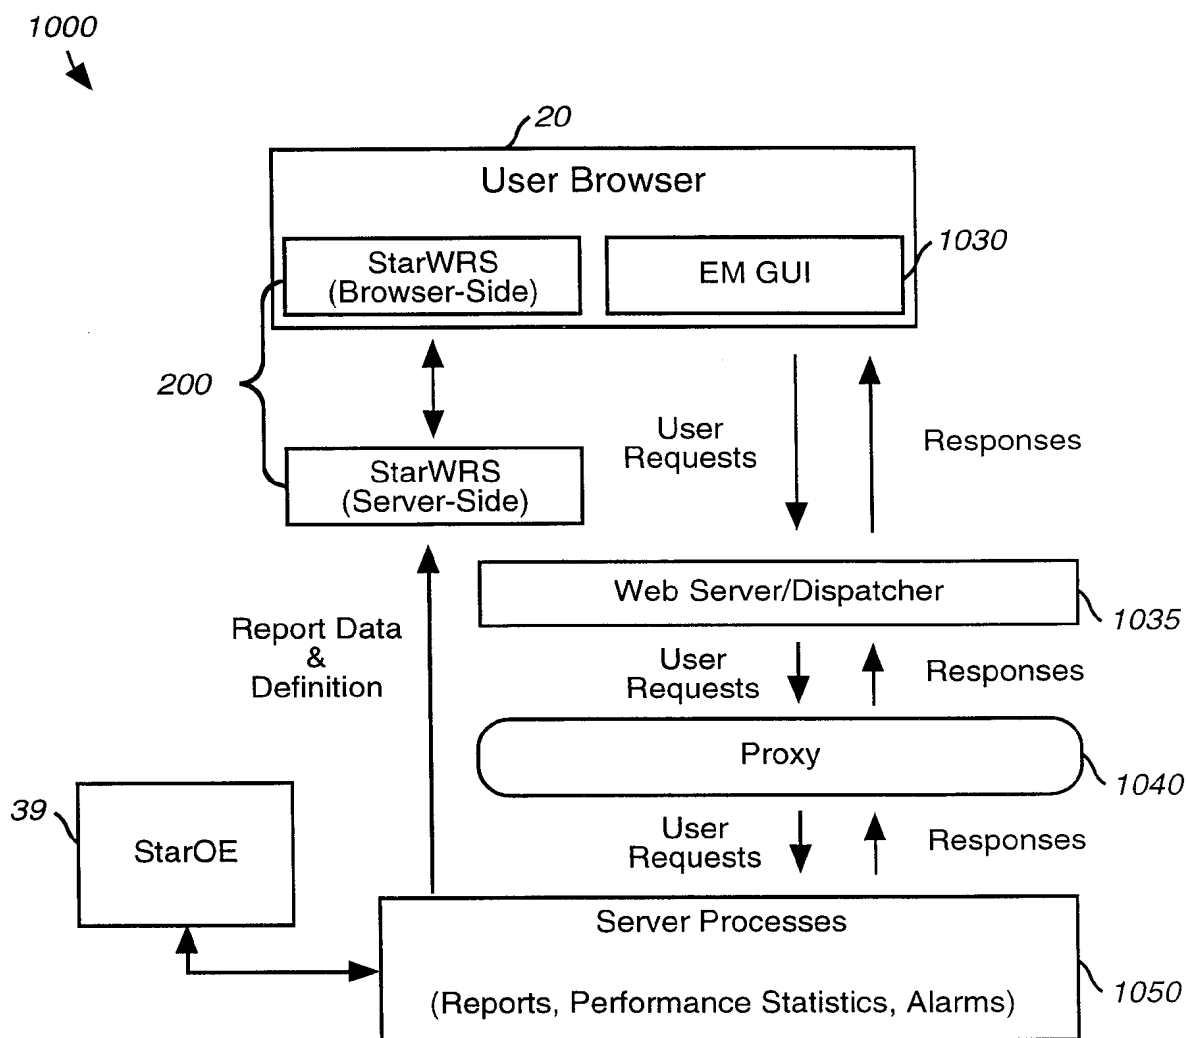 1000
20
User Browser
StarWRS
(Browser-Side)
EM GUI
1030
200
StarWRS
(Server-Side)
User
Requests
Responses
Web Server/Dispatcher
1035
Report Data
&
Definition
User
Requests
Responses
Proxy
1040
39
StarOE
User
Requests
Responses
Server Processes
(Reports, Performance Statistics, Alarms)
1050